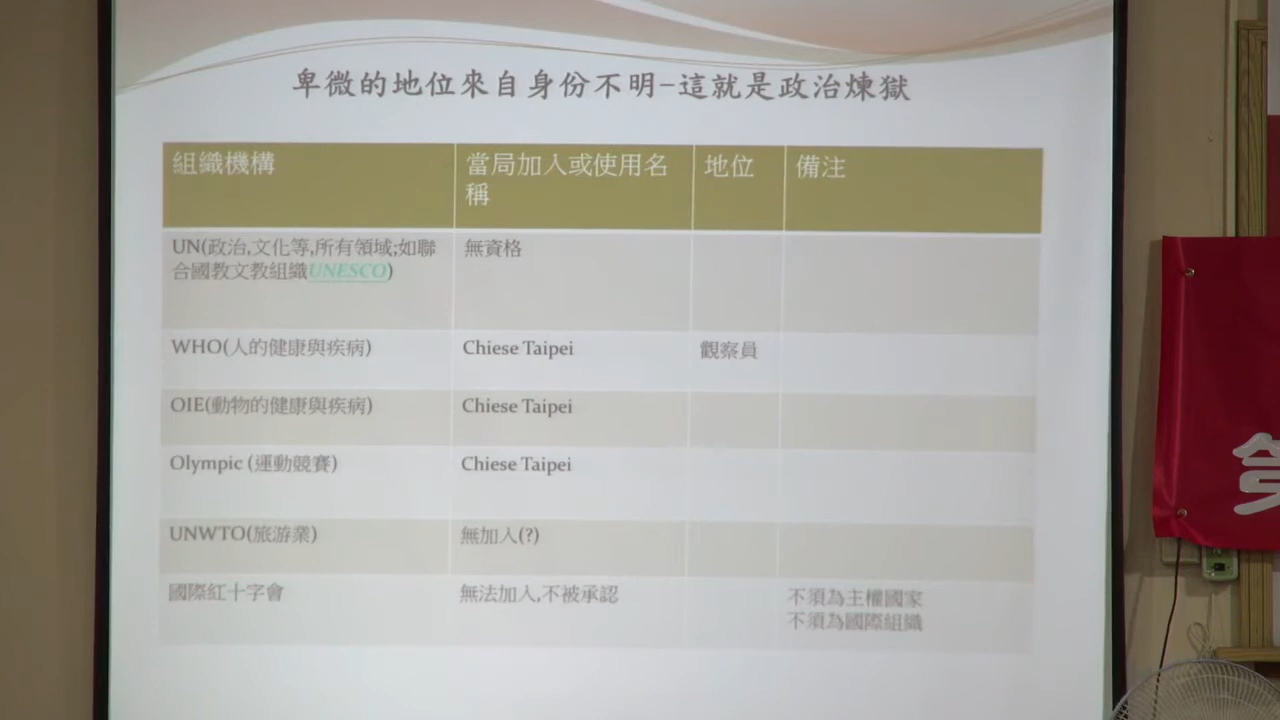 卑微的地位來自身份不明-這就是政治煉獄
組織機構
當局加入或使用名
稱
地位
備注
UN(政治,文化等,所有領域;如聯
合國教文教組織UNESCO)
無資格
WHO(人的健康與疾病)
Chiese Taipei
觀察員
OIE(動物的健康與疾病)
Chiese Taipei
Olympic (運動競賽)
Chiese Taipei
UNWTO(旅游業)
無加入(?)
國際紅十字會
無法加入,不被承認
不須為主權國家
不須為國際組織